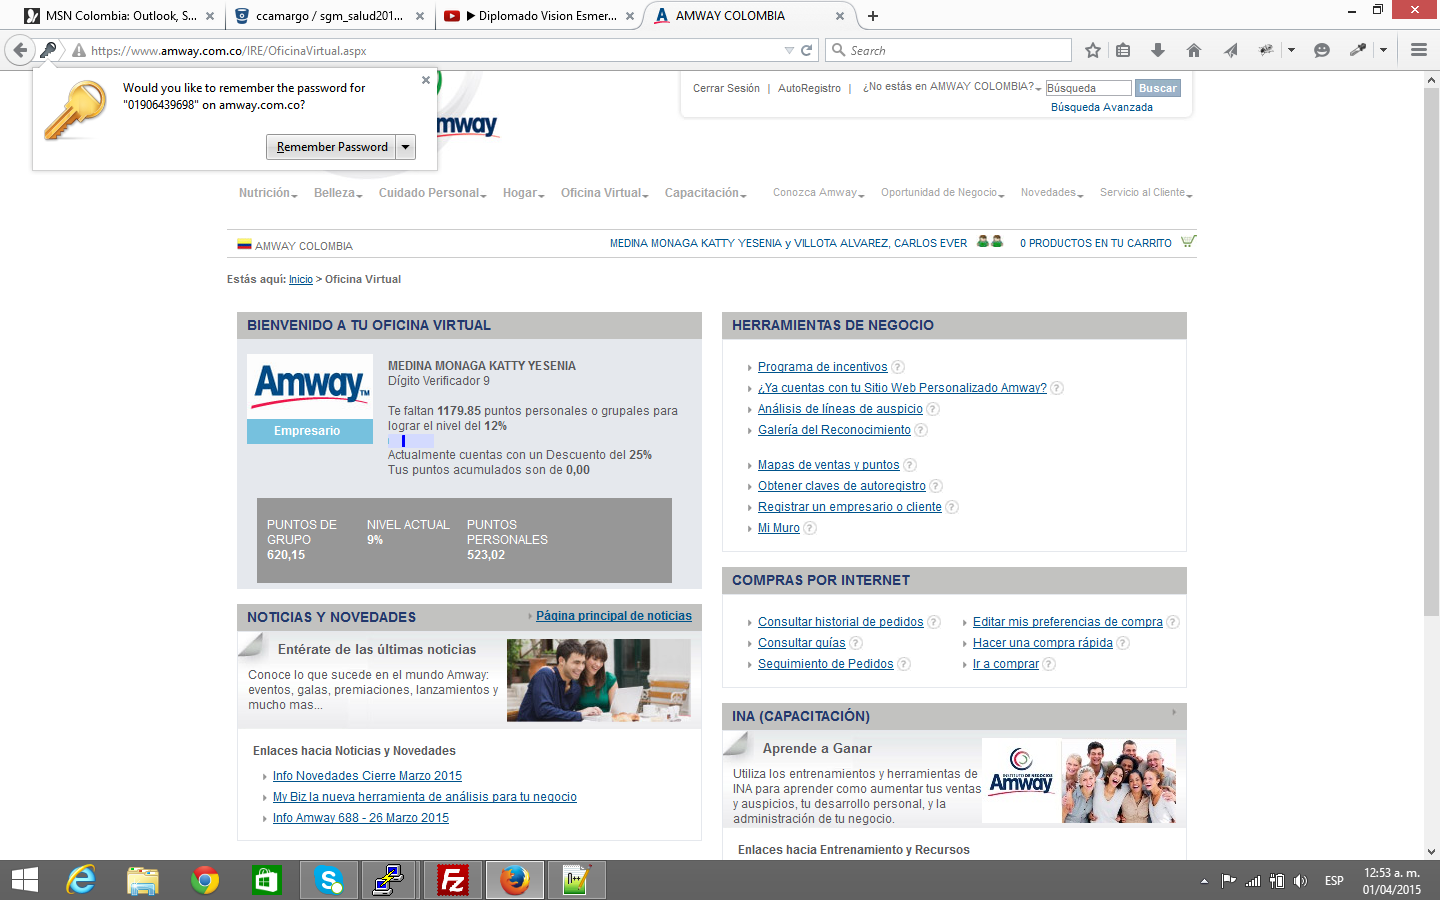 MSN Colombia: Outlook, S...
ccamargo / sgm_salud201...
▶ Diplomado Vision Esmer...
AMWAY COLOMBIA
https://www.amway.com.co/IRE/OficinaVirtual.aspx
Search
Would you like to remember the password for
"01906439698" on amway.com.co?
Remember Password
mway
Cerrar Sesión | AutoRegistro | ¿No estás en AMWAY COLOMBIA?
Búsqueda
Buscar
Búsqueda Avanzada
Nutrición
Belleza
Cuidado Personal
Hogar
Oficina Virtual
Capacitación
Conozca Amway
Oportunidad de Negocio
Novedades
Servicio al Cliente
AMWAY COLOMBIA
MEDINA MONAGA KATTY YESENIA y VILLOTA ALVAREZ, CARLOS EVER
0 PRODUCTOS EN TU CARRITO
Estás aquí: Inicio > Oficina Virtual
BIENVENIDO A TU OFICINA VIRTUAL
Amway™
Empresario
MEDINA MONAGA KATTY YESENIA
Dígito Verificador 9
Te faltan 1179.85 puntos personales o grupales para
lograr el nivel del 12%
Actualmente cuentas con un Descuento del 25%
Tus puntos acumulados son de 0,00
PUNTOS DE
GRUPO
620,15
NIVEL ACTUAL
9%
PUNTOS
PERSONALES
523,02
NOTICIAS Y NOVEDADES
Página principal de noticias
Entérate de las últimas noticias
Conoce lo que sucede en el mundo Amway:
eventos, galas, premiaciones, lanzamientos y
mucho mas...
Enlaces hacia Noticias y Novedades
Info Novedades Cierre Marzo 2015
My Biz la nueva herramienta de análisis para tu negocio
Info Amway 688 - 26 Marzo 2015
HERRAMIENTAS DE NEGOCIO
Programa de incentivos ?
¿Ya cuentas con tu Sitio Web Personalizado Amway? ?
Análisis de líneas de auspicio ?
Galería del Reconocimiento ?
Mapas de ventas y puntos ?
Obtener claves de autoregistro ?
Registrar un empresario o cliente ?
Mi Muro ?
COMPRAS POR INTERNET
Consultar historial de pedidos ?
Consultar guías ?
Seguimiento de Pedidos ?
Editar mis preferencias de compra ?
Hacer una compra rápida ?
Ir a comprar ?
INA (CAPACITACIÓN)
Aprende a Ganar
Utiliza los entrenamientos y herramientas de
INA para aprender como aumentar tus ventas
y auspicios, tu desarrollo personal, y la
administración de tu negocio.
INSTITUTO DE NEGOCIOS
Amway
Enlaces hacia Entrenamiento y Recursos
ESP
12:53 a. m.
01/04/2015